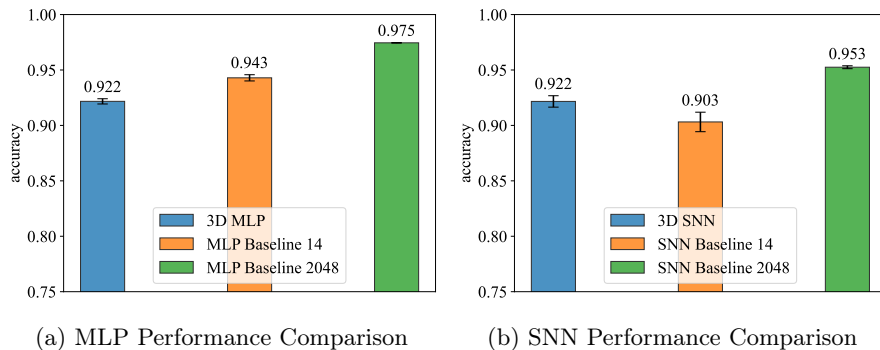 1.00
0.95
0.90
0.85
0.80
0.75
accuracy
0.922
0.943
0.975
3D MLP
MLP Baseline 14
MLP Baseline 2048
(a) MLP Performance Comparison
1.00
0.95
0.90
0.85
0.80
0.75
accuracy
0.922
0.903
0.953
3D SNN
SNN Baseline 14
SNN Baseline 2048
(b) SNN Performance Comparison